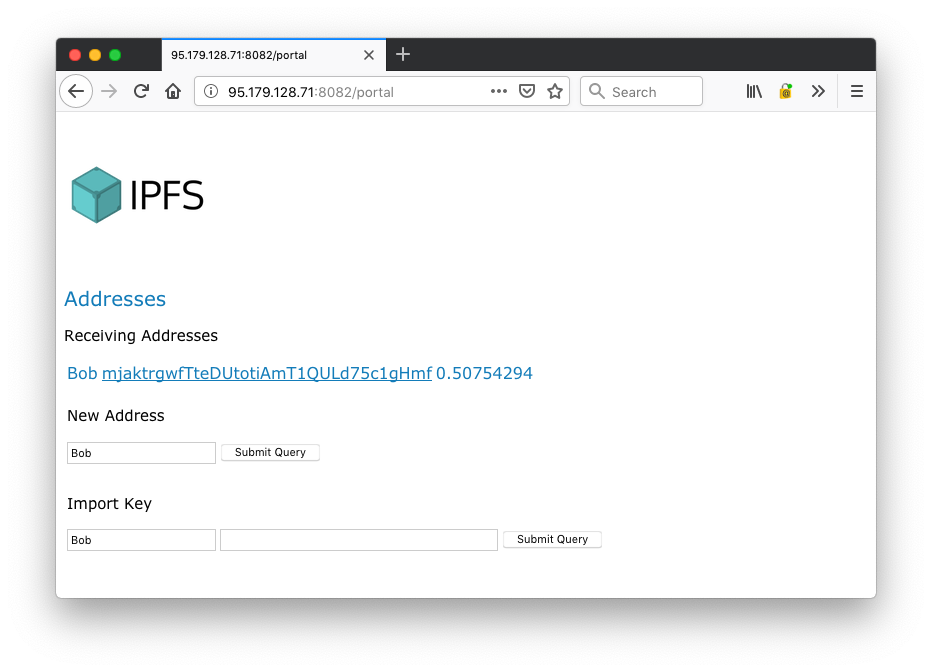 95.179.128.71:8082/portal
95.179.128.71:8082/portal Search
IPFS
Addresses
Receiving Addresses
Bob mjaktrgwfTteDUtotiAmT1QULd75c1gHmf 0.50754294
New Address
Bob Submit Query
Import Key
Bob Submit Query